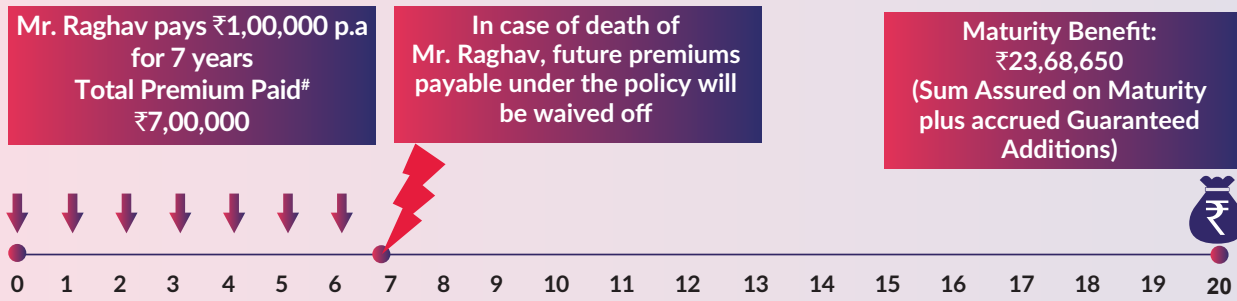 Mr. Raghav pays ₹1,00,000 p.a
for 7 years
Total Premium Paid#
₹7,00,000
In case of death of
Mr. Raghav, future premiums
payable under the policy will
be waived off
Maturity Benefit:
₹23,68,650
(Sum Assured on Maturity
plus accrued Guaranteed
Additions)
₹
0 1 2 3 4 5 6 7 8 9 10 11 12 13 14 15 16 17 18 19 20